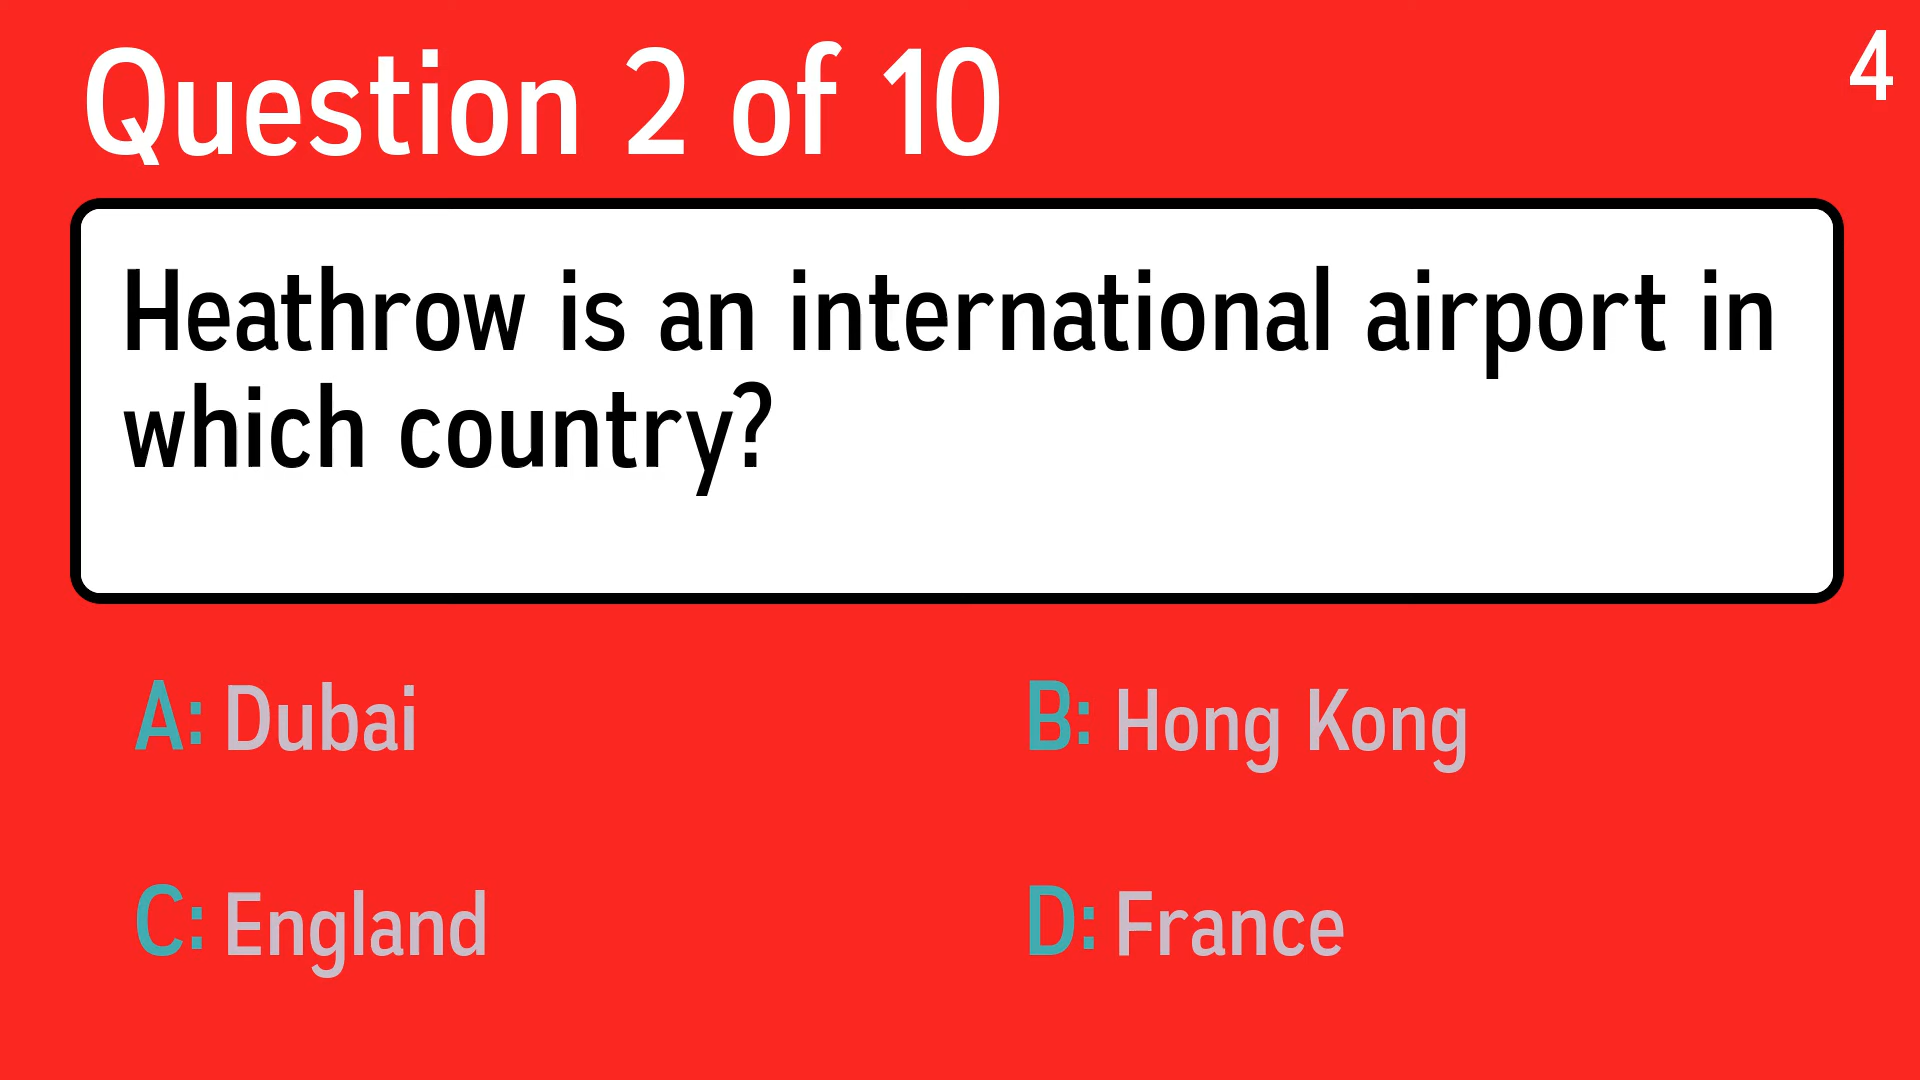 Question 2 of 10
4
Heathrow is an international airport in
which country?
A: Dubai
B: Hong Kong
C: England
D: France